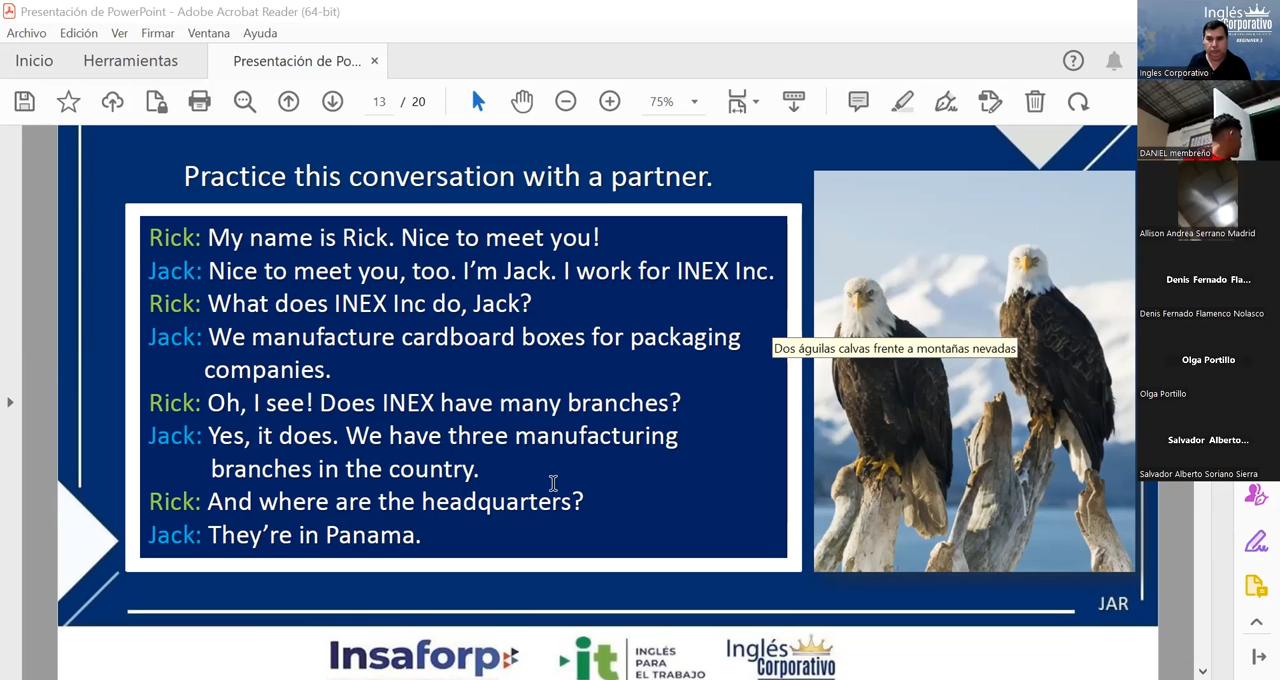 Presentación de PowerPoint - Adobe Acrobat Reader (64-bit)
Archivo Edición Ver Firmar Ventana Ayuda
Inicio Herramientas Presentación de Po... ×
13 / 20 75%
Practice this conversation with a partner.
Rick: My name is Rick. Nice to meet you!
Jack: Nice to meet you, too. I'm Jack. I work for INEX Inc.
Rick: What does INEX Inc do, Jack?
Jack: We manufacture cardboard boxes for packaging
companies.
Rick: Oh, I see! Does INEX have many branches?
Jack: Yes, it does. We have three manufacturing
branches in the country.
Rick: And where are the headquarters?
Jack: They're in Panama.
Dos águilas calvas frente a montañas nevadas
JAR
Insaforp
it INGLÉS
PARA
EL TRABAJO
Inglés
Corporativo
Inglés
Corporativo
BEGINNER 3
Ingles Corporativo
DANIEL membreño
Allison Andrea Serrano Madrid
Denis Fernado Fla...
Denis Fernado Flamenco Nolasco
Olga Portillo
Olga Portillo
Salvador Alberto...
Salvador Alberto Soriano Sierra